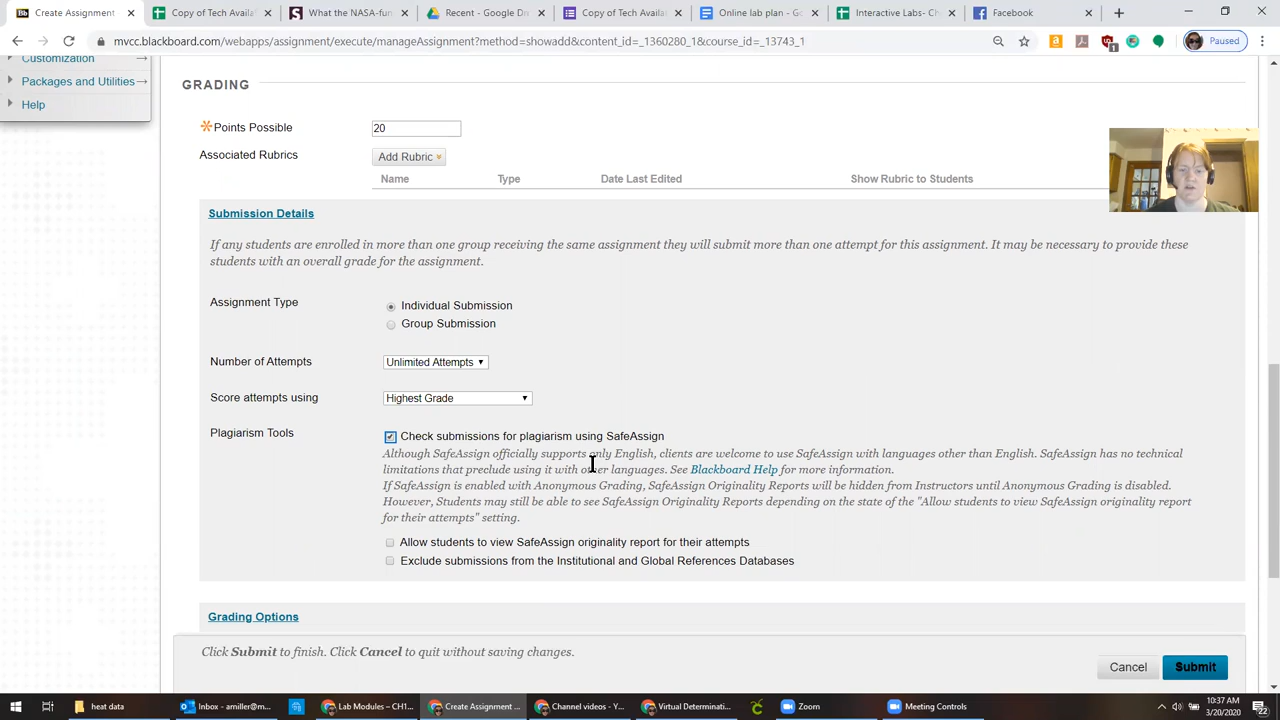 Create Assignment
Copy of Tech Availa
What the NASA-fun
Recent - Google Dr
Copy of Tech Availa
Online lab plan - Go
Interactive Labs- Ch
Facebook
mvcc.blackboard.com/webapps/assignment/execute/manageAssignment?method=showadd&content_id=_1360280_1&course_id=_13743_1
Paused
Customization
Packages and Utilities
Help
GRADING
Points Possible
20
Associated Rubrics
Add Rubric
Name Type Date Last Edited Show Rubric to Students
Submission Details
If any students are enrolled in more than one group receiving the same assignment they will submit more than one attempt for this assignment. It may be necessary to provide these
students with an overall grade for the assignment.
Assignment Type
Individual Submission
Group Submission
Number of Attempts
Unlimited Attempts
Score attempts using
Highest Grade
Plagiarism Tools
Check submissions for plagiarism using SafeAssign
Although SafeAssign officially supports only English, clients are welcome to use SafeAssign with languages other than English. SafeAssign has no technical
limitations that preclude using it with other languages. See Blackboard Help for more information.
If SafeAssign is enabled with Anonymous Grading, SafeAssign Originality Reports will be hidden from Instructors until Anonymous Grading is disabled.
However, Students may still be able to see SafeAssign Originality Reports depending on the state of the "Allow students to view SafeAssign originality report
for their attempts" setting.
Allow students to view SafeAssign originality report for their attempts
Exclude submissions from the Institutional and Global References Databases
Grading Options
Click Submit to finish. Click Cancel to quit without saving changes.
Cancel
Submit
heat data
Inbox - amiller@m...
Lab Modules – CH1...
Create Assignment ...
Channel videos - Y...
Virtual Determinati...
Zoom
Meeting Controls
10:37 AM
3/20/2020
22